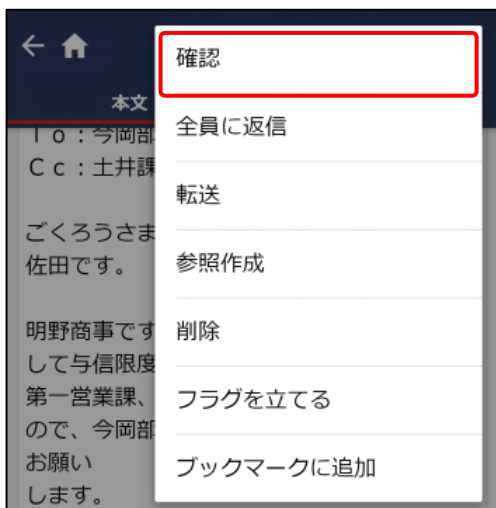 本文
To：今岡部
Cc：土井課
ごくろうさま
佐田です。
明野商事です
して与信限度
第一営業課、
ので、今岡部
お願い
します。
確認
全員に返信
転送
参照作成
削除
フラグを立てる
ブックマークに追加